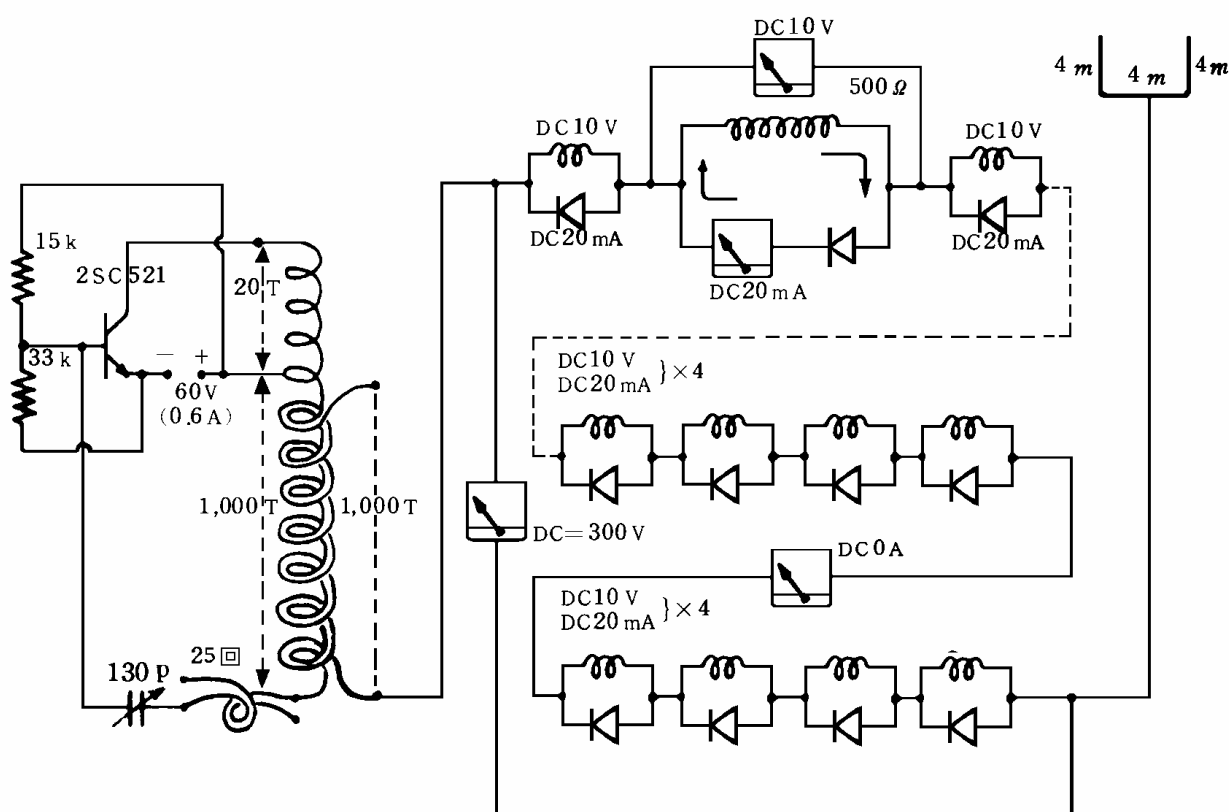 DC10V
500Ω
4m
4m
4m
DC10V
DC20mA
DC10V
DC20mA
DC20mA
15k
2SC521
20T
33k
− +
60V
(0.6A)
DC10V
DC20mA } × 4
1,000T
1,000T
DC=300V
DC0A
DC10V
DC20mA } × 4
25回
130p